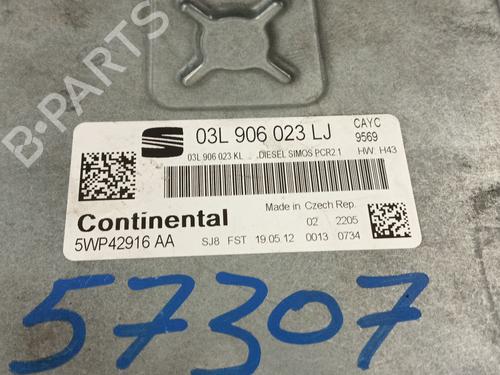 B-PARTS
03L 906 023 LJ
CAYC
9569
03L 906 023 KL ....DIESEL SIMOS PCR2.1
HW: H43
Continental
Made in Czech Rep.
02 2205
5WP42916 AA
SJ8 FST 19.05.12 0013 0734
57307